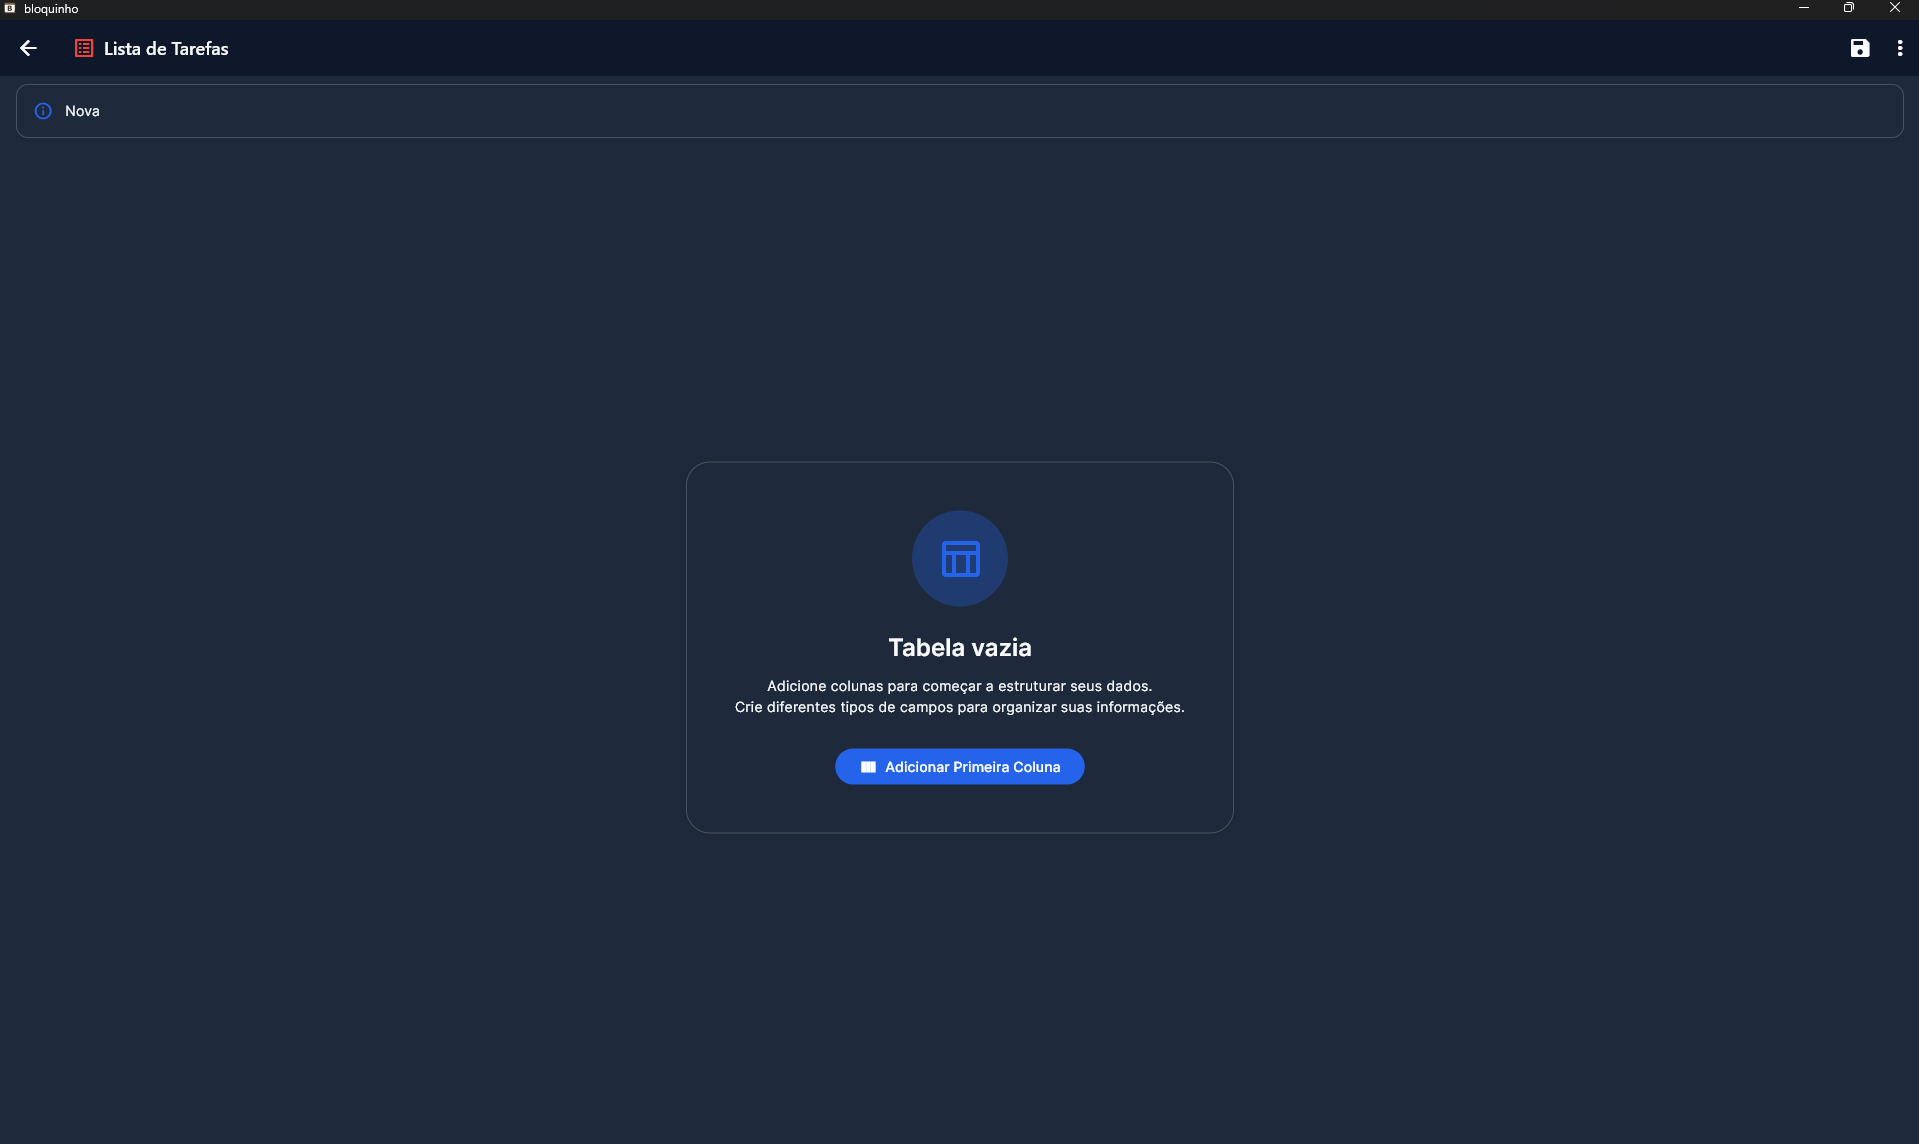 bloquinho
Lista de Tarefas
Nova
Tabela vazia
Adicione colunas para começar a estruturar seus dados.
Crie diferentes tipos de campos para organizar suas informações.
Adicionar Primeira Coluna